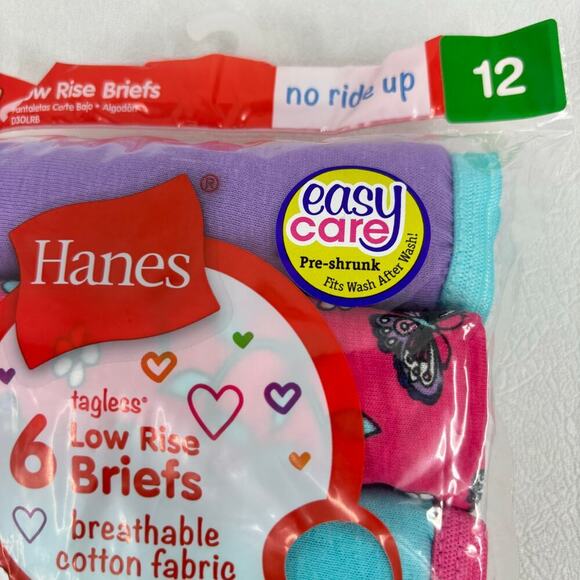 Low Rise Briefs
Pantaletas Corte Bajo • Algodón
D30LRB
no ride up
12
Hanes
®
easy
care
Pre-shrunk
Fits Wash After Wash!
tagless®
6
Low Rise
Briefs
breathable
cotton fabric